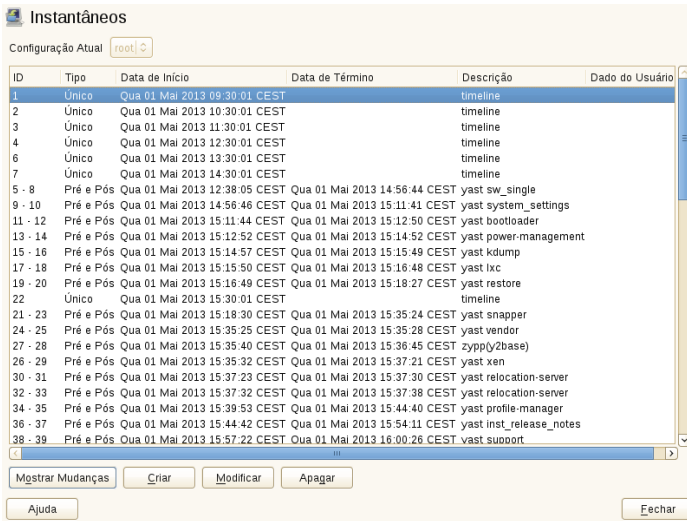 Instantâneos
Configuração Atual root
ID Tipo Data de Início Data de Término Descrição Dado do Usuário
1 Único Qua 01 Mai 2013 09:30:01 CEST timeline
2 Único Qua 01 Mai 2013 10:30:01 CEST timeline
3 Único Qua 01 Mai 2013 11:30:01 CEST timeline
4 Único Qua 01 Mai 2013 12:30:01 CEST timeline
6 Único Qua 01 Mai 2013 13:30:01 CEST timeline
7 Único Qua 01 Mai 2013 14:30:01 CEST timeline
5 - 8 Pré e Pós Qua 01 Mai 2013 12:38:05 CEST Qua 01 Mai 2013 14:56:44 CEST yast sw_single
9 - 10 Pré e Pós Qua 01 Mai 2013 14:56:46 CEST Qua 01 Mai 2013 15:11:41 CEST yast system_settings
11 - 12 Pré e Pós Qua 01 Mai 2013 15:11:44 CEST Qua 01 Mai 2013 15:12:50 CEST yast bootloader
13 - 14 Pré e Pós Qua 01 Mai 2013 15:12:52 CEST Qua 01 Mai 2013 15:14:52 CEST yast power-management
15 - 16 Pré e Pós Qua 01 Mai 2013 15:14:57 CEST Qua 01 Mai 2013 15:15:49 CEST yast kdump
17 - 18 Pré e Pós Qua 01 Mai 2013 15:15:50 CEST Qua 01 Mai 2013 15:16:48 CEST yast lxc
19 - 20 Pré e Pós Qua 01 Mai 2013 15:16:49 CEST Qua 01 Mai 2013 15:18:27 CEST yast restore
22 Único Qua 01 Mai 2013 15:30:01 CEST timeline
21 - 23 Pré e Pós Qua 01 Mai 2013 15:18:30 CEST Qua 01 Mai 2013 15:35:24 CEST yast snapper
24 - 25 Pré e Pós Qua 01 Mai 2013 15:35:25 CEST Qua 01 Mai 2013 15:35:28 CEST yast vendor
27 - 28 Pré e Pós Qua 01 Mai 2013 15:35:40 CEST Qua 01 Mai 2013 15:36:45 CEST zypp(y2base)
26 - 29 Pré e Pós Qua 01 Mai 2013 15:35:32 CEST Qua 01 Mai 2013 15:37:21 CEST yast xen
30 - 31 Pré e Pós Qua 01 Mai 2013 15:37:23 CEST Qua 01 Mai 2013 15:37:30 CEST yast relocation-server
32 - 33 Pré e Pós Qua 01 Mai 2013 15:37:32 CEST Qua 01 Mai 2013 15:37:38 CEST yast relocation-server
34 - 35 Pré e Pós Qua 01 Mai 2013 15:39:53 CEST Qua 01 Mai 2013 15:44:40 CEST yast profile-manager
36 - 37 Pré e Pós Qua 01 Mai 2013 15:44:42 CEST Qua 01 Mai 2013 15:54:11 CEST yast inst_release_notes
38 - 39 Pré e Pós Qua 01 Mai 2013 15:57:22 CEST Qua 01 Mai 2013 16:00:26 CEST yast support
Mostrar Mudanças Criar Modificar Apagar
Ajuda Fechar